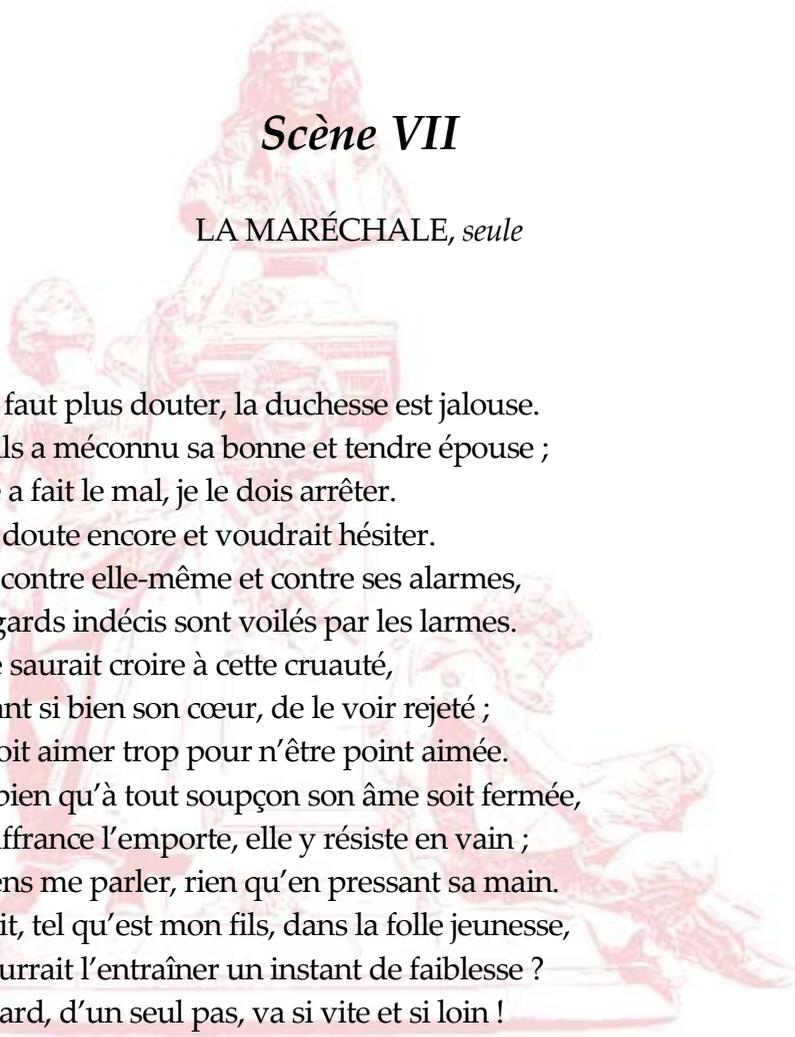 Scène VII
LA MARÉCHALE, seule
faut plus douter, la duchesse est jalouse.
ls a méconnu sa bonne et tendre épouse ;
a fait le mal, je le dois arrêter.
doute encore et voudrait hésiter.
contre elle-même et contre ses alarmes,
gards indécis sont voilés par les larmes.
saurait croire à cette cruauté,
ant si bien son cœur, de le voir rejeté ;
oit aimer trop pour n’être point aimée.
bien qu’à tout soupçon son âme soit fermée,
ffrance l’emporte, elle y résiste en vain ;
ens me parler, rien qu’en pressant sa main.
it, tel qu’est mon fils, dans la folle jeunesse,
urrait l’entraîner un instant de faiblesse ?
ard, d’un seul pas, va si vite et si loin !